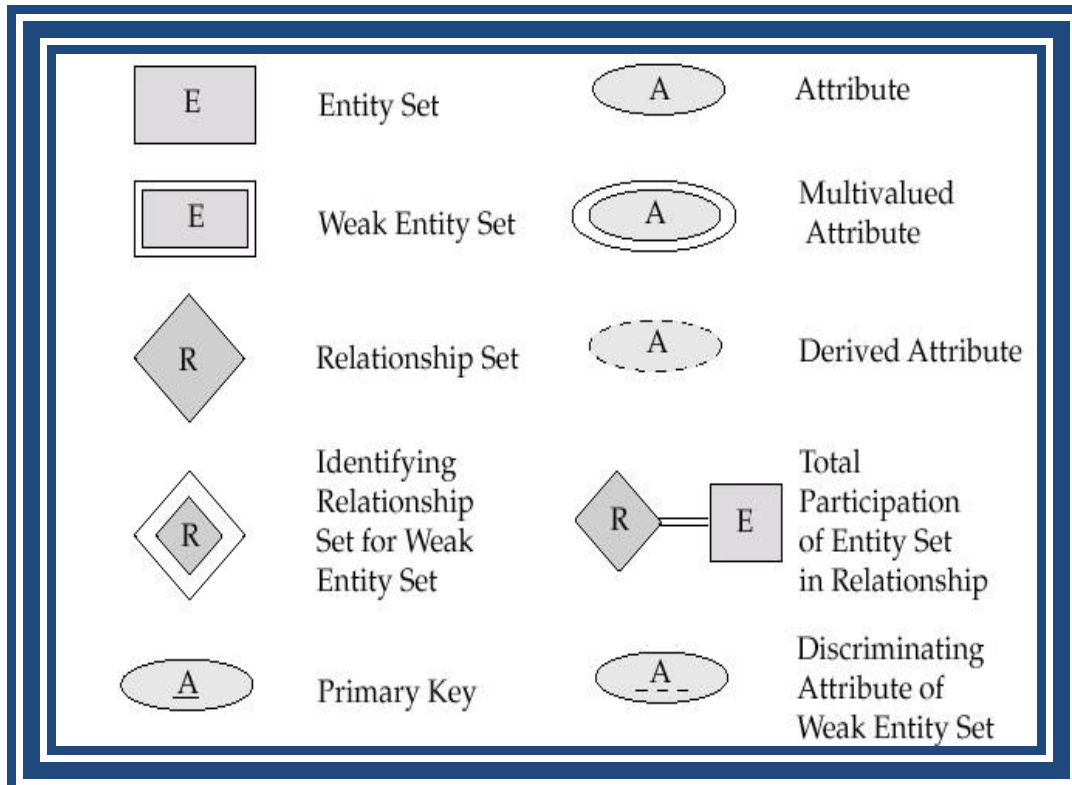 E
Entity Set
A
Attribute
E
Weak Entity Set
A
Multivalued
Attribute
R
Relationship Set
A
Derived Attribute
R
Identifying
Relationship
Set for Weak
Entity Set
R
E
Total
Participation
of Entity Set
in Relationship
A
Primary Key
A
Discriminating
Attribute of
Weak Entity Set